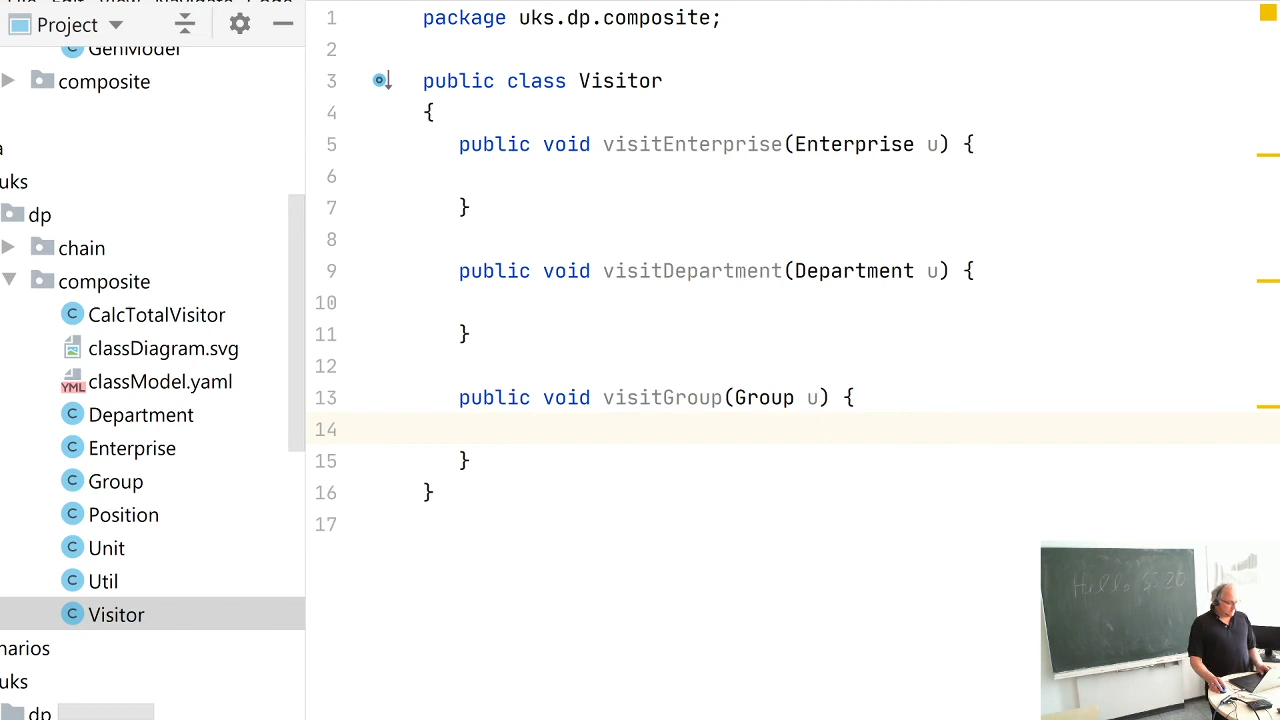 Project
GenModel
composite
a
uks
dp
chain
composite
CalcTotalVisitor
classDiagram.svg
YML classModel.yaml
Department
Enterprise
Group
Position
Unit
Util
Visitor
narios
uks
dp
1 package uks.dp.composite;
2
3 public class Visitor
4 {
5 public void visitEnterprise(Enterprise u) {
6
7 }
8
9 public void visitDepartment(Department u) {
10
11 }
12
13 public void visitGroup(Group u) {
14
15 }
16 }
17
Hello